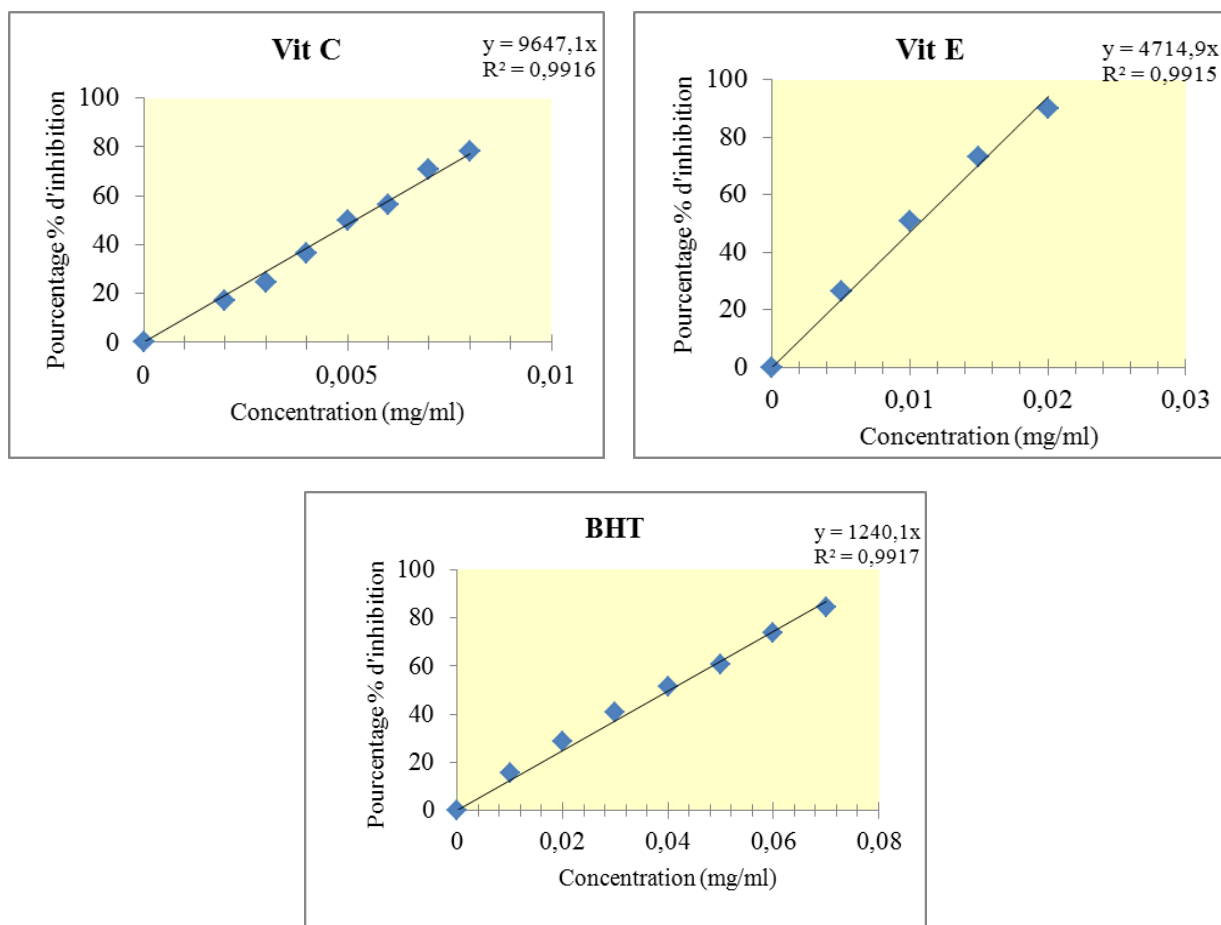 Vit C
y = 9647,1x
R² = 0,9916
Pourcentage % d'inhibition
100
80
60
40
20
0
0 0,005 0,01
Concentration (mg/ml)
Vit E
y = 4714,9x
R² = 0,9915
Pourcentage % d'inhibition
100
80
60
40
20
0
0 0,01 0,02 0,03
Concentration (mg/ml)
BHT
y = 1240,1x
R² = 0,9917
Pourcentage % d'inhibition
100
80
60
40
20
0
0 0,02 0,04 0,06 0,08
Concentration (mg/ml)